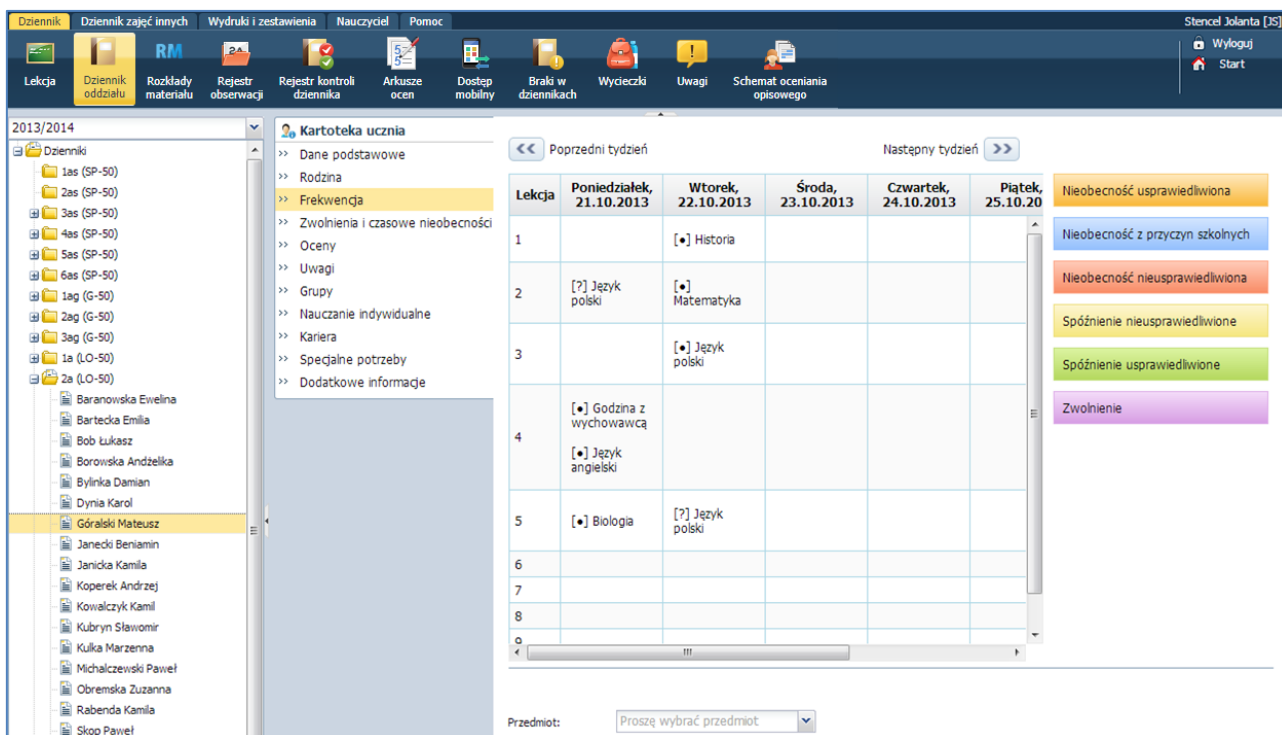 Dziennik Dziennik zajęć innych Wydruki i zestawienia Nauczyciel Pomoc Stencel Jolanta [JS]
Lekcja
Dziennik oddziału
RM
Rozkłady materiału
Rejestr obserwacji
Rejestr kontroli dziennika
Arkusze ocen
Dostęp mobilny
Braki w dziennikach
Wycieczki
Uwagi
Schemat oceniania opisowego
Wyloguj
Start
2013/2014
Dzienniki
1as (SP-50)
2as (SP-50)
3as (SP-50)
4as (SP-50)
5as (SP-50)
6as (SP-50)
1ag (G-50)
2ag (G-50)
3ag (G-50)
1a (LO-50)
2a (LO-50)
Baranowska Ewelina
Bartecka Emilia
Bob Łukasz
Borowska Andżelika
Bylinka Damian
Dynia Karol
Góralski Mateusz
Janecki Beniamin
Janicka Kamila
Koperek Andrzej
Kowalczyk Kamil
Kubryn Sławomir
Kulka Marzenna
Michalczewski Paweł
Obremska Zuzanna
Rabenda Kamila
Skop Paweł
Kartoteka ucznia
>> Dane podstawowe
>> Rodzina
>> Frekwencja
>> Zwolnienia i czasowe nieobecności
>> Oceny
>> Uwagi
>> Grupy
>> Nauczanie indywidualne
>> Kariera
>> Specjalne potrzeby
>> Dodatkowe informacje
<< Poprzedni tydzień Następny tydzień >>
Lekcja Poniedziałek, Wtorek, Środa, Czwartek, Piątek,
21.10.2013 22.10.2013 23.10.2013 24.10.2013 25.10.20
1 [•] Historia
2 [?] Język polski [•] Matematyka
3 [•] Język polski
4 [•] Godzina z wychowawcą
[•] Język angielski
5 [•] Biologia [?] Język polski
6
7
8
9
Nieobecność usprawiedliwiona
Nieobecność z przyczyn szkolnych
Nieobecność nieusprawiedliwiona
Spóźnienie nieusprawiedliwione
Spóźnienie usprawiedliwione
Zwolnienie
Przedmiot: Proszę wybrać przedmiot